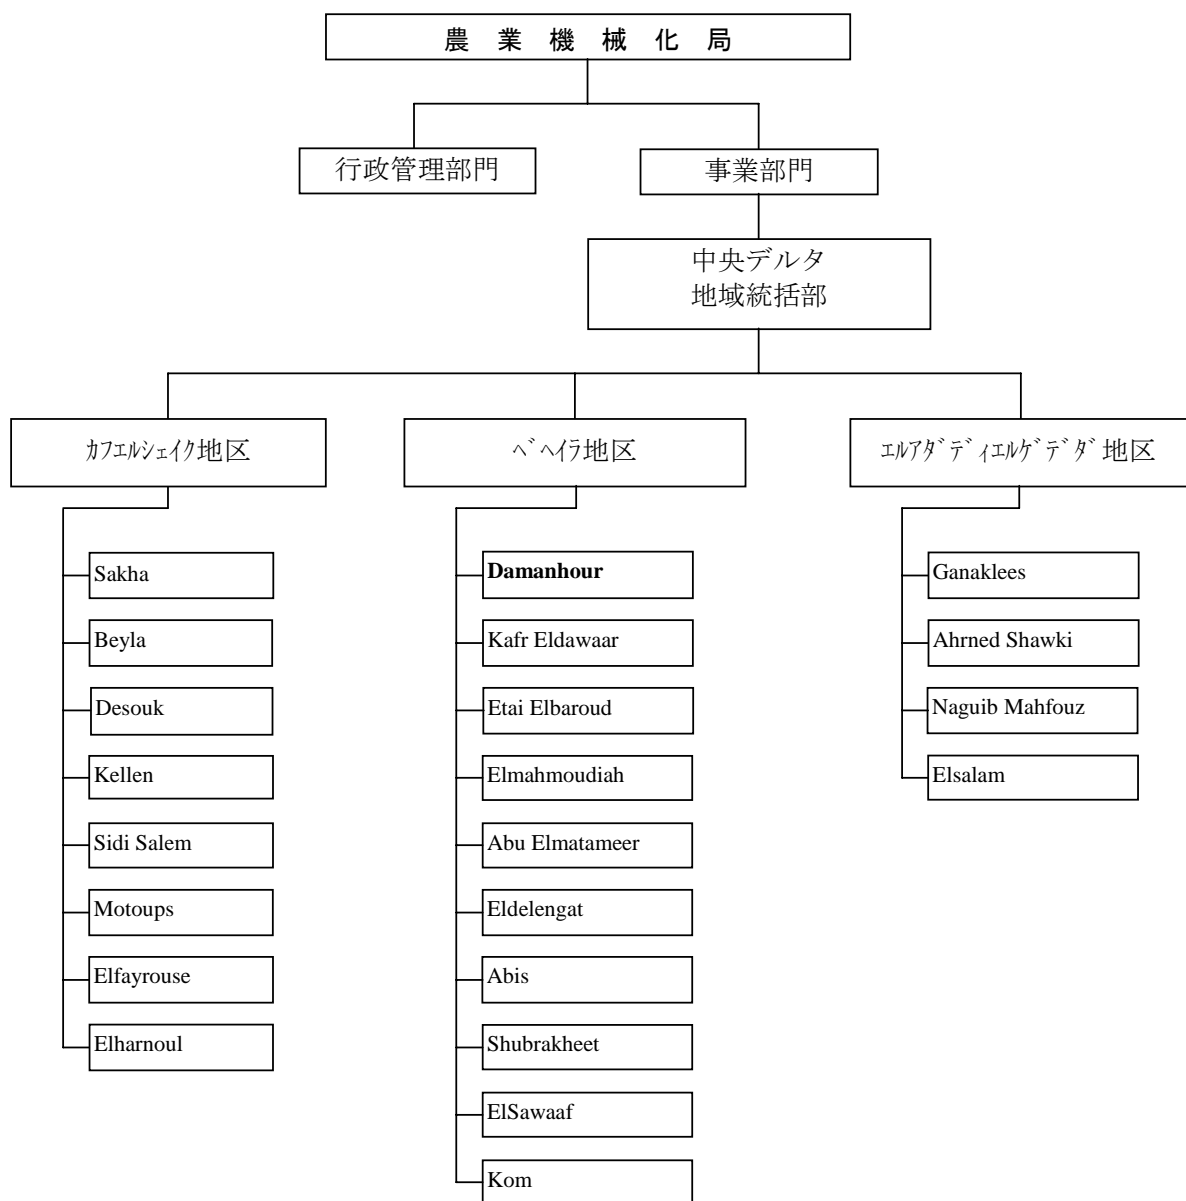 農 業 機 械 化 局
行政管理部門
事業部門
中央デルタ
地域統括部
ｶﾌｴﾙｼｪｲｸ地区
ﾍﾞﾍｲﾗ地区
ｴﾙｱﾀﾞﾃﾞｨｴﾙｹﾞﾃﾞﾀﾞ地区
Sakha
Beyla
Desouk
Kellen
Sidi Salem
Motoups
Elfayrouse
Elharnoul
Damanhour
Kafr Eldawaar
Etai Elbaroud
Elmahmoudiah
Abu Elmatameer
Eldelengat
Abis
Shubrakheet
ElSawaaf
Kom
Ganaklees
Ahrned Shawki
Naguib Mahfouz
Elsalam